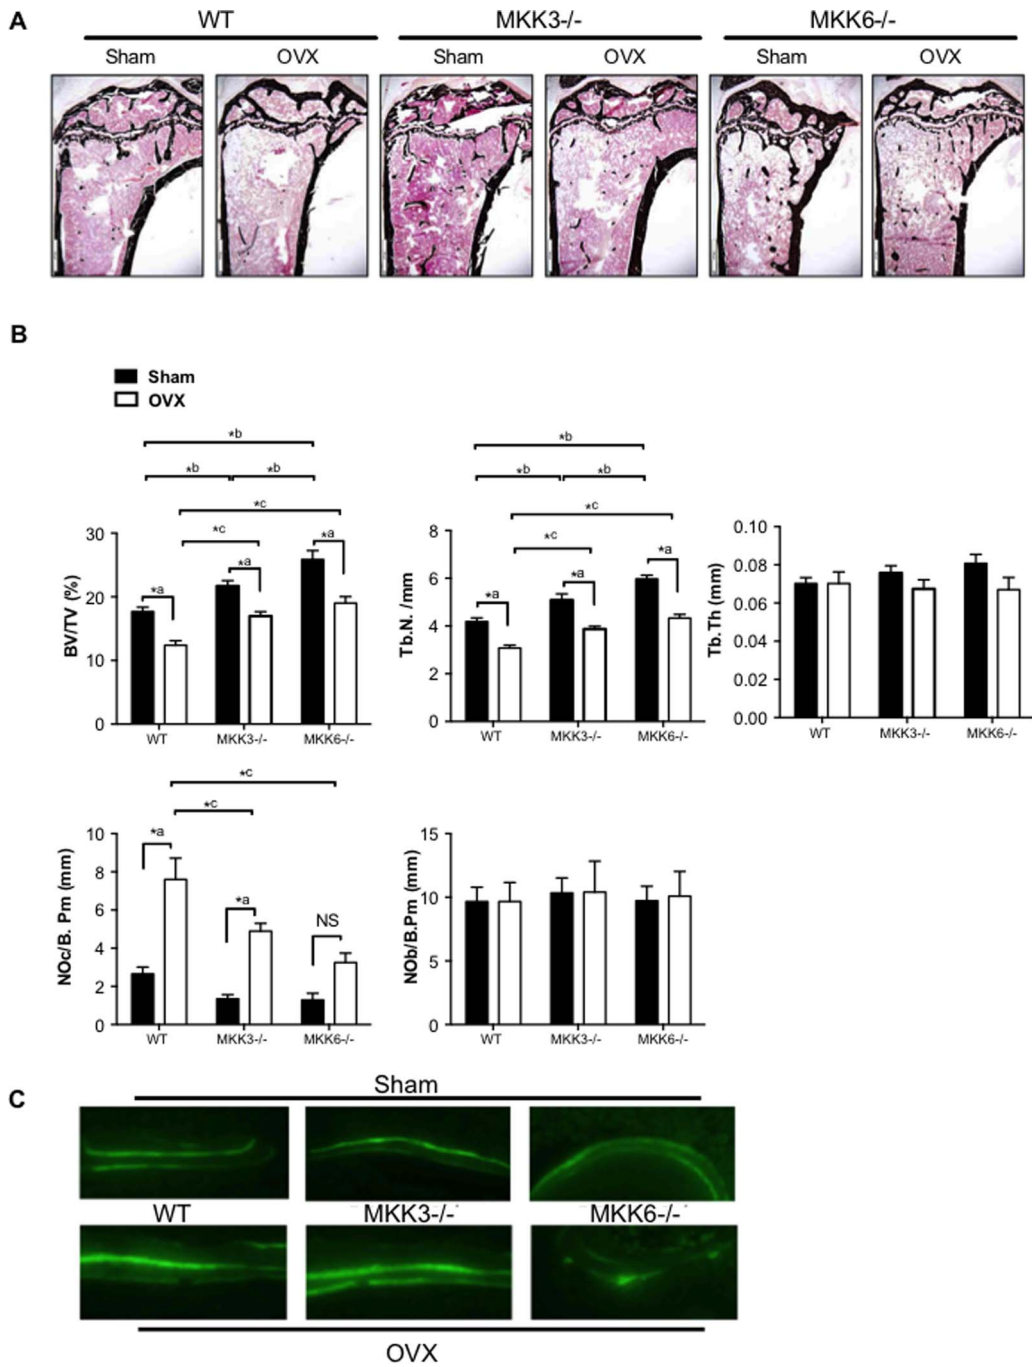 A
WT MKK3-/- MKK6-/-
Sham OVX Sham OVX Sham OVX
B
Sham
OVX
*b
*b *b
*c
*c
*a *a *a
BV/TV (%)
30
20
10
0
WT MKK3-/- MKK6-/-
*b
*b *b
*c
*c
*a *a *a
Tb.N. /mm
8
6
4
2
0
WT MKK3-/- MKK6-/-
Tb.Th (mm)
0.10
0.08
0.06
0.04
0.02
0.00
WT MKK3-/- MKK6-/-
*c
*c
*a *a NS
NOc/B. Pm (mm)
10
8
6
4
2
0
WT MKK3-/- MKK6-/-
NOb/B.Pm (mm)
15
10
5
0
WT MKK3-/- MKK6-/-
C
Sham
WT MKK3-/- MKK6-/-
OVX